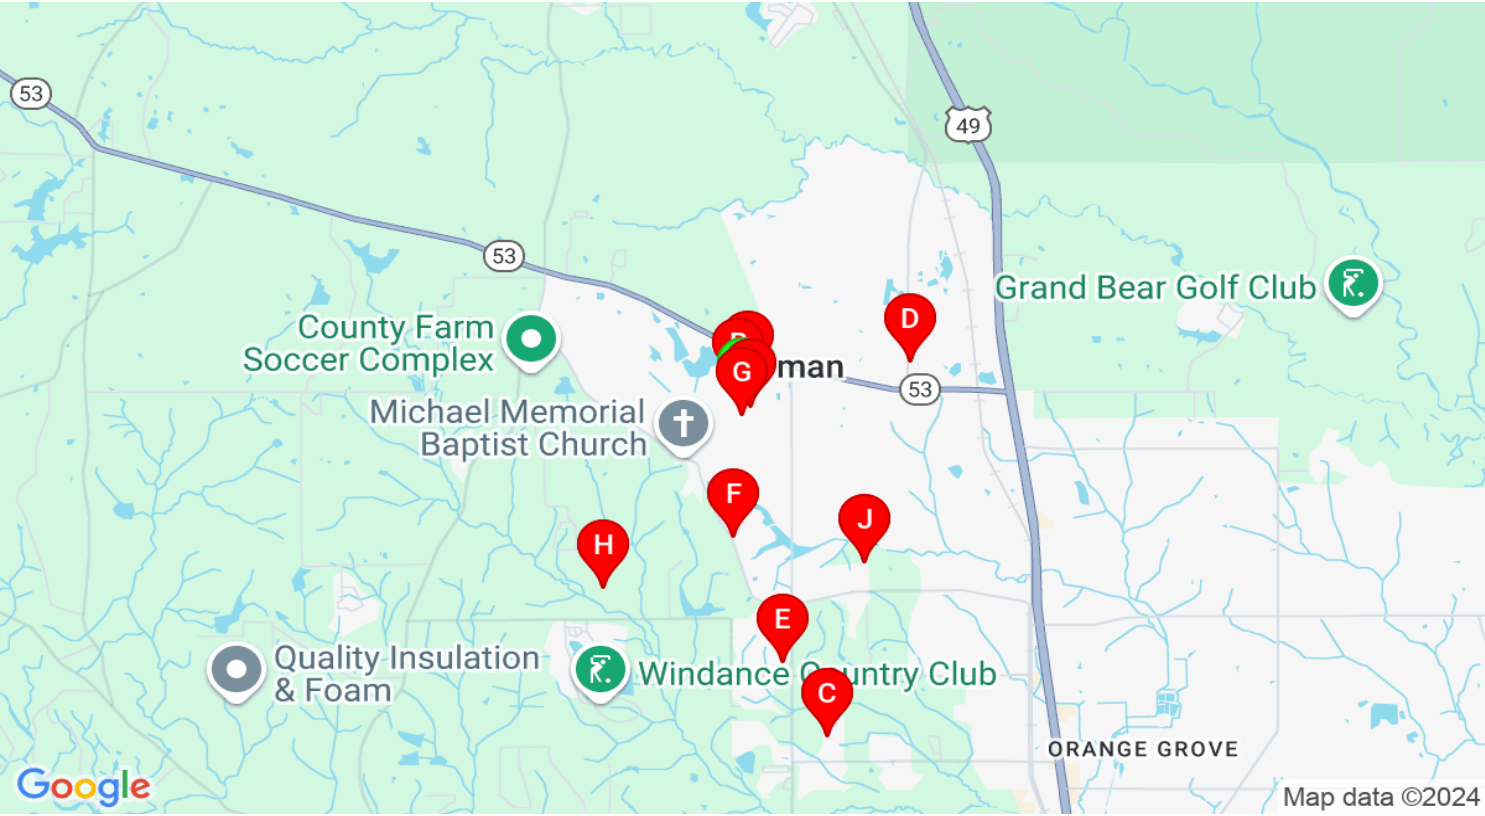 53
49
53
Grand Bear Golf Club
County Farm
Soccer Complex
D
man
G
53
Michael Memorial
Baptist Church
F
J
H
E
Quality Insulation
& Foam
Windance Country Club
C
ORANGE GROVE
Google
Map data ©2024